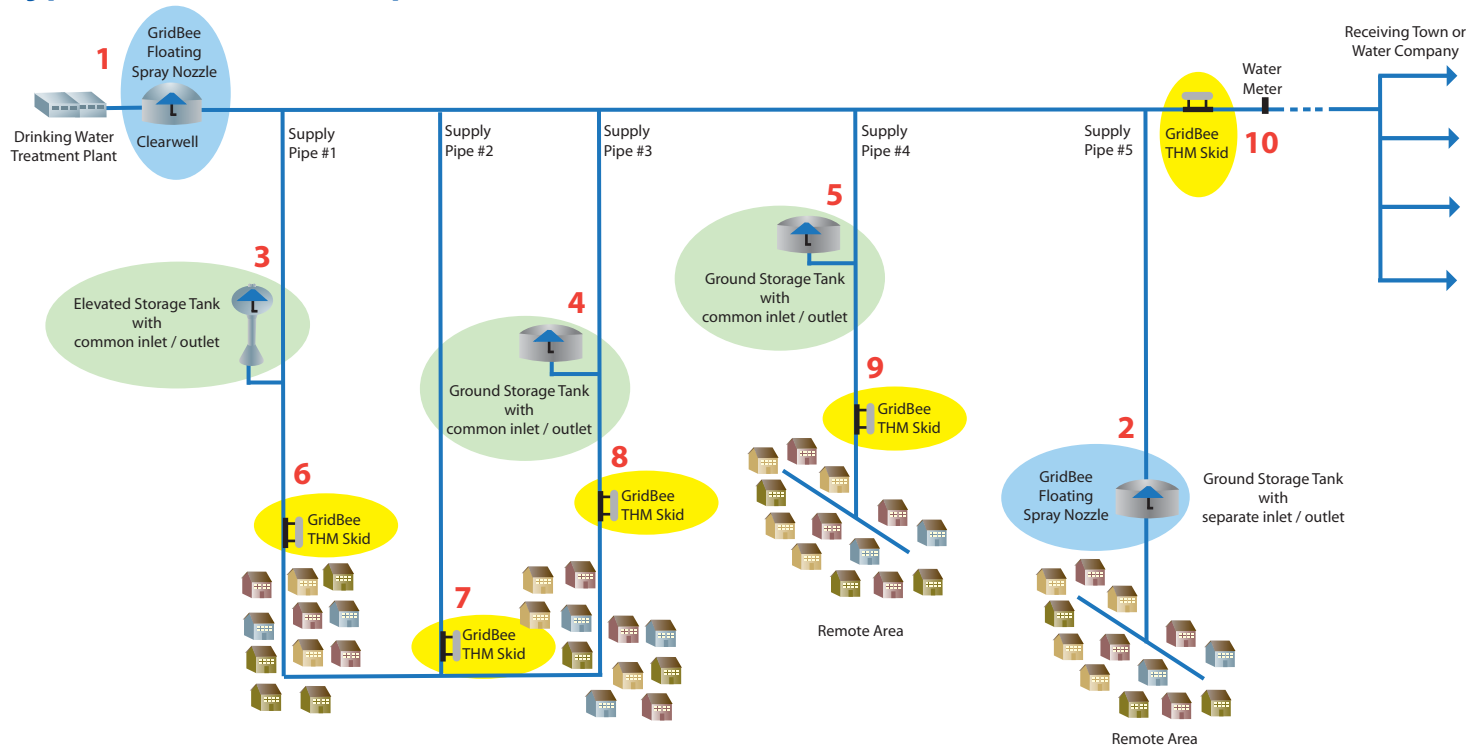 1
GridBee
Floating
Spray Nozzle
Clearwell
Drinking Water
Treatment Plant
Supply
Pipe #1
Supply
Pipe #2
Supply
Pipe #3
Supply
Pipe #4
Supply
Pipe #5
GridBee
THM Skid
10
Water
Meter
Receiving Town or
Water Company
3
Elevated Storage Tank
with
common inlet / outlet
4
Ground Storage Tank
with
common inlet / outlet
5
Ground Storage Tank
with
common inlet / outlet
6
GridBee
THM Skid
7
GridBee
THM Skid
8
GridBee
THM Skid
9
GridBee
THM Skid
Remote Area
2
GridBee
Floating
Spray Nozzle
Ground Storage Tank
with
separate inlet / outlet
Remote Area